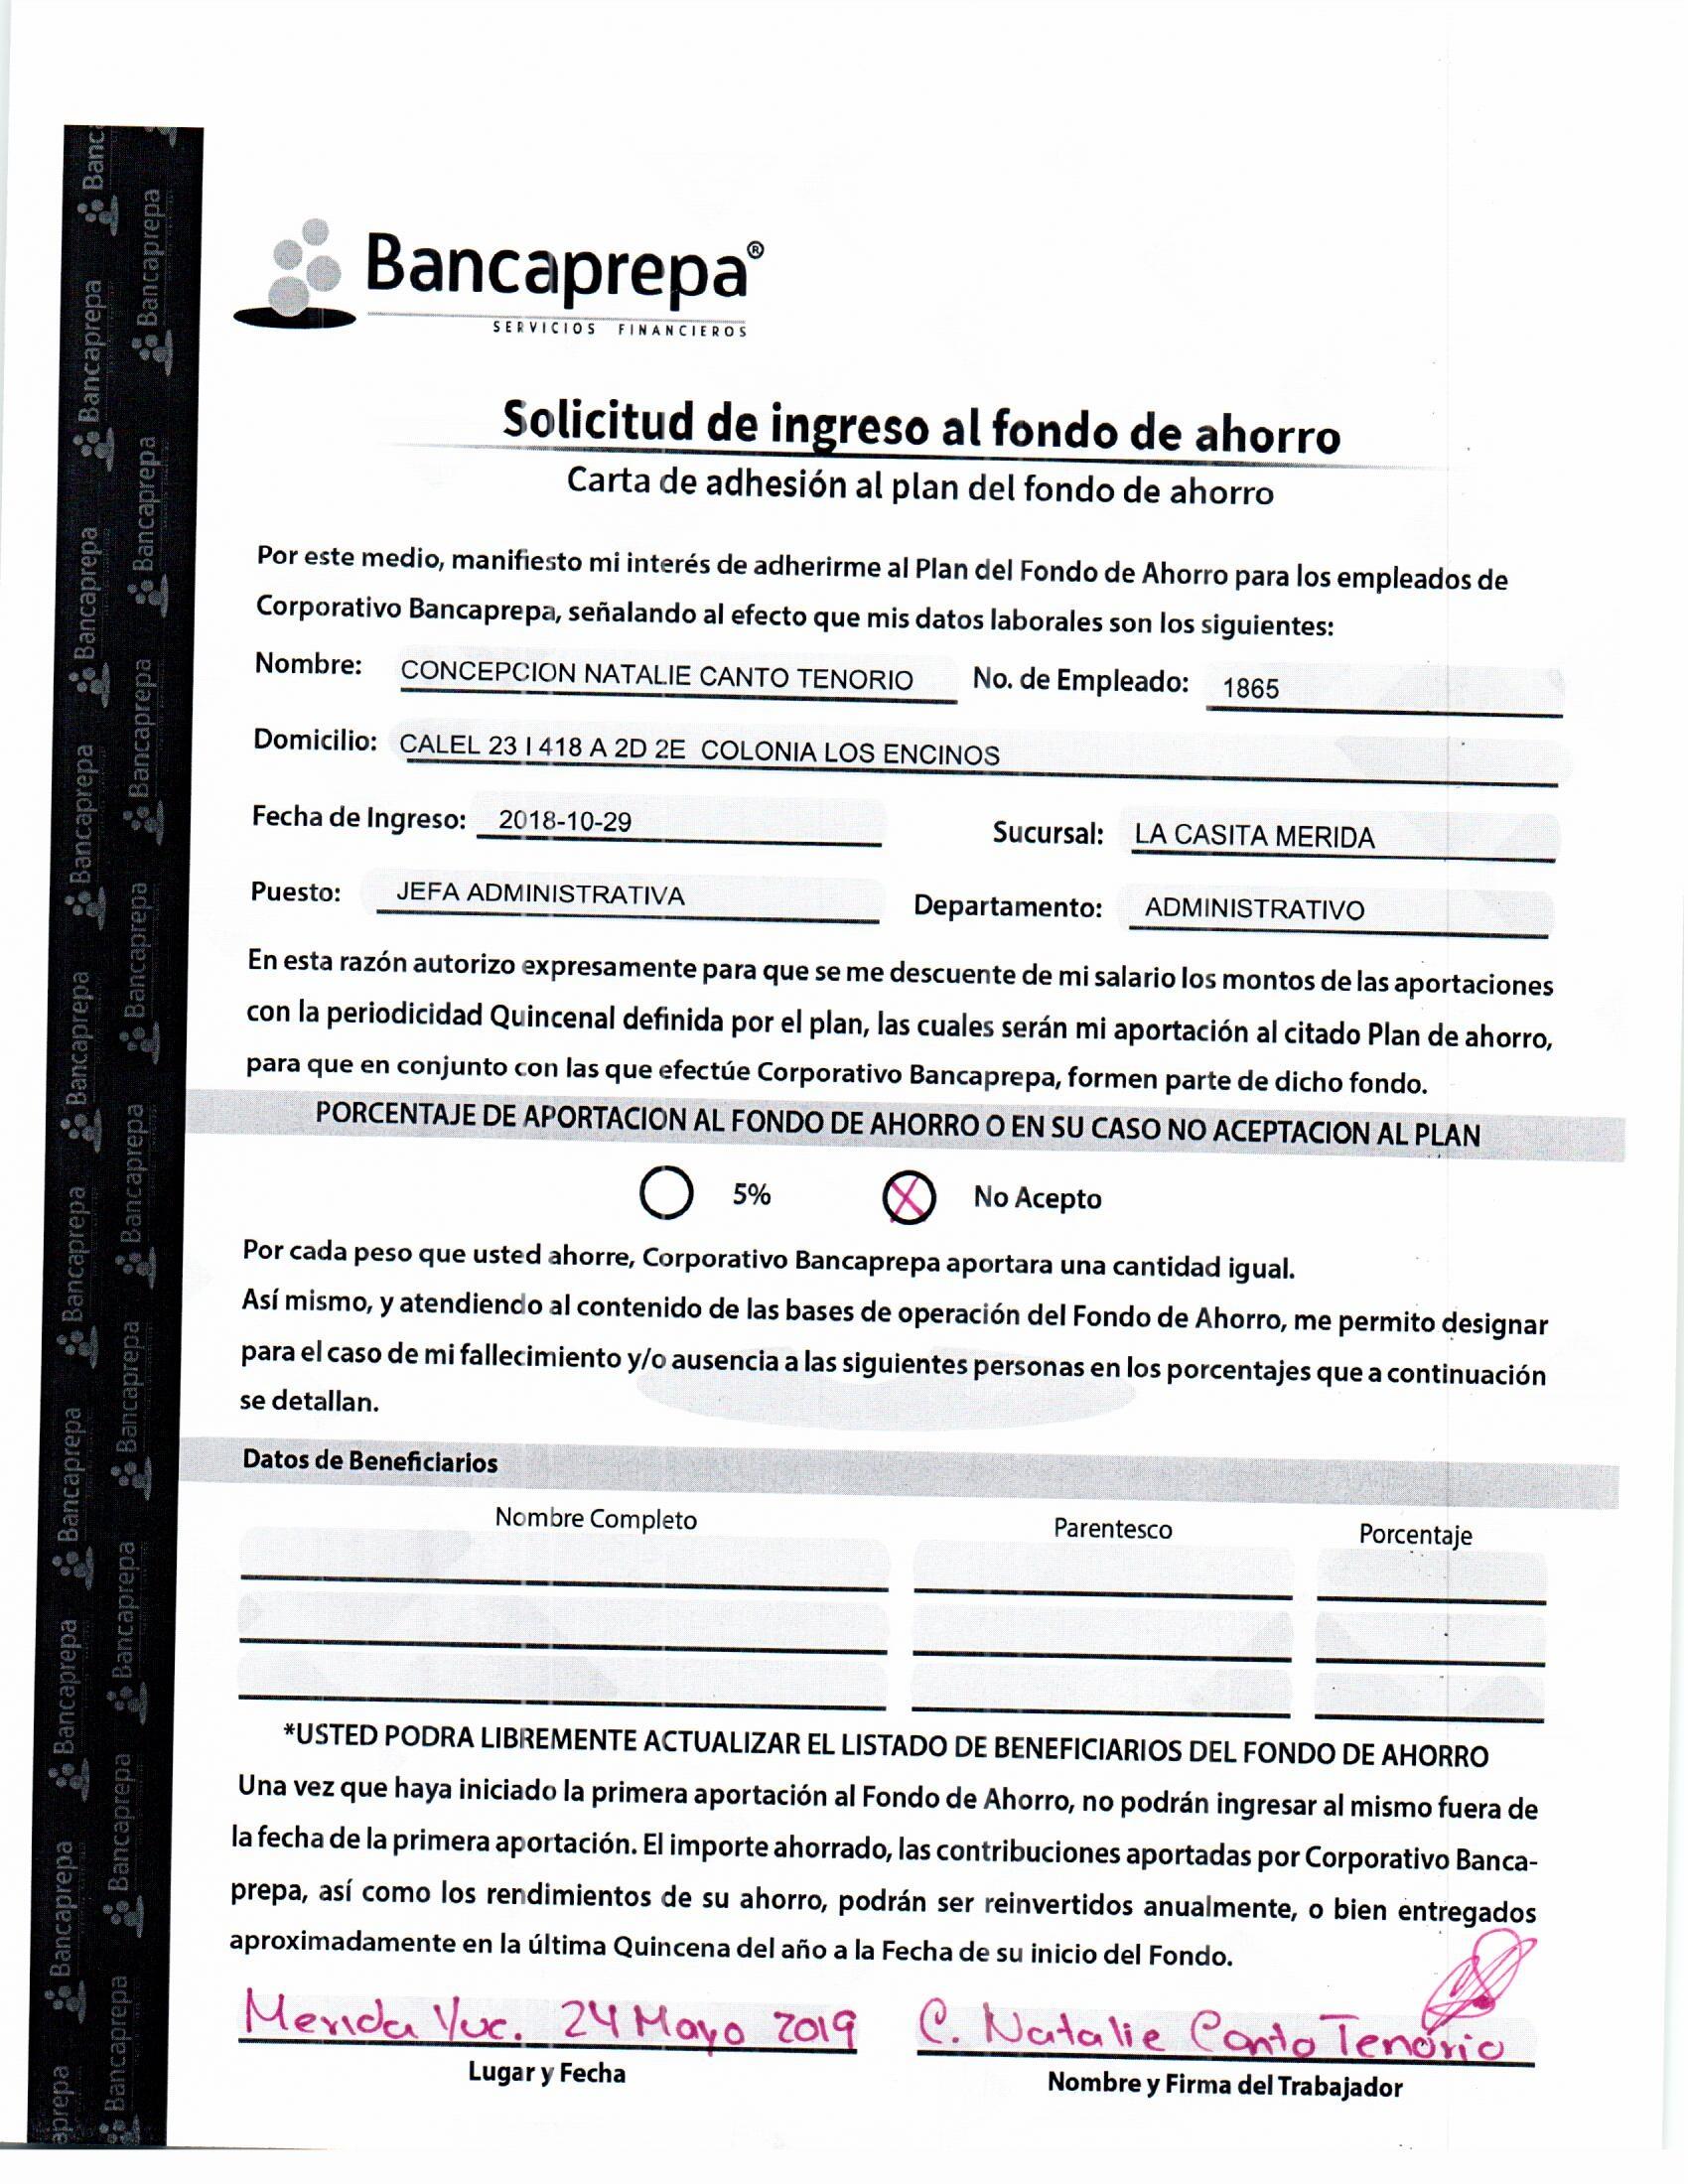 Bancaprepa®
SERVICIOS FINANCIEROS
Solicitud de ingreso al fondo de ahorro
Carta de adhesión al plan del fondo de ahorro
Por este medo, manifiesto mi interés de adherirme al Plan del Fondo de Ahorro para los empleados de
Corporativo Bancaprepa, señalando al efecto que mis datos laborales son los siguientes:
Nombre: CONCEPCION NATALIE CANTO TENORIO No. de Empleado: 1865
Domicilio: CALEL 23 I 418 A 2D 2E COLONIA LOS ENCINOS
Fecha de Ingreso: 2018-10-29 Sucursal: LA CASITA MERIDA
Puesto: JEFA ADMINISTRATIVA Departamento: ADMINISTRATIVO
En esta razón autorizo expresamente para que se me descuente de mi salario los montos de las aportaciones
con la periodicidad Quincenal definida por el plan, las cuales serán mi aportación al citado Plan de ahorro,
para que en conjunto con las que efectúe Corporativo Bancaprepa, formen parte de dicho fondo.
PORCENTAJE DE APORTACION AL FONDO DE AHORRO O EN SU CASO NO ACEPTACION AL PLAN
5% X No Acepto
Por cada peso que usted ahorre, Corporativo Bancaprepa aportara una cantidad igual.
Así mismo, y atendiendo al contenido de las bases de operación del Fondo de Ahorro, me permito designar
para el caso de mi fallecimiento y/o ausencia a las siguientes personas en los porcentajes que a continuación
se detallan.
Datos de Beneficiarios
Nombre Completo Parentesco Porcentaje
*USTED PODRA LIBREMENTE ACTUALIZAR EL LISTADO DE BENEFICIARIOS DEL FONDO DE AHORRO
Una vez que haya iniciado la primera aportación al Fondo de Ahorro, no podrán ingresar al mismo fuera de
la fecha de la primera aportación. El importe ahorrado, las contribuciones aportadas por Corporativo Banca-
prepa, así como los rendimientos de su ahorro, podrán ser reinvertidos anualmente, o bien entregados
aproximadamente en la última Quincena del año a la Fecha de su inicio del Fondo.
Merida Yuc. 24 Mayo 2019 C. Natalie Canto Tenorio
Lugar y Fecha Nombre y Firma del Trabajador